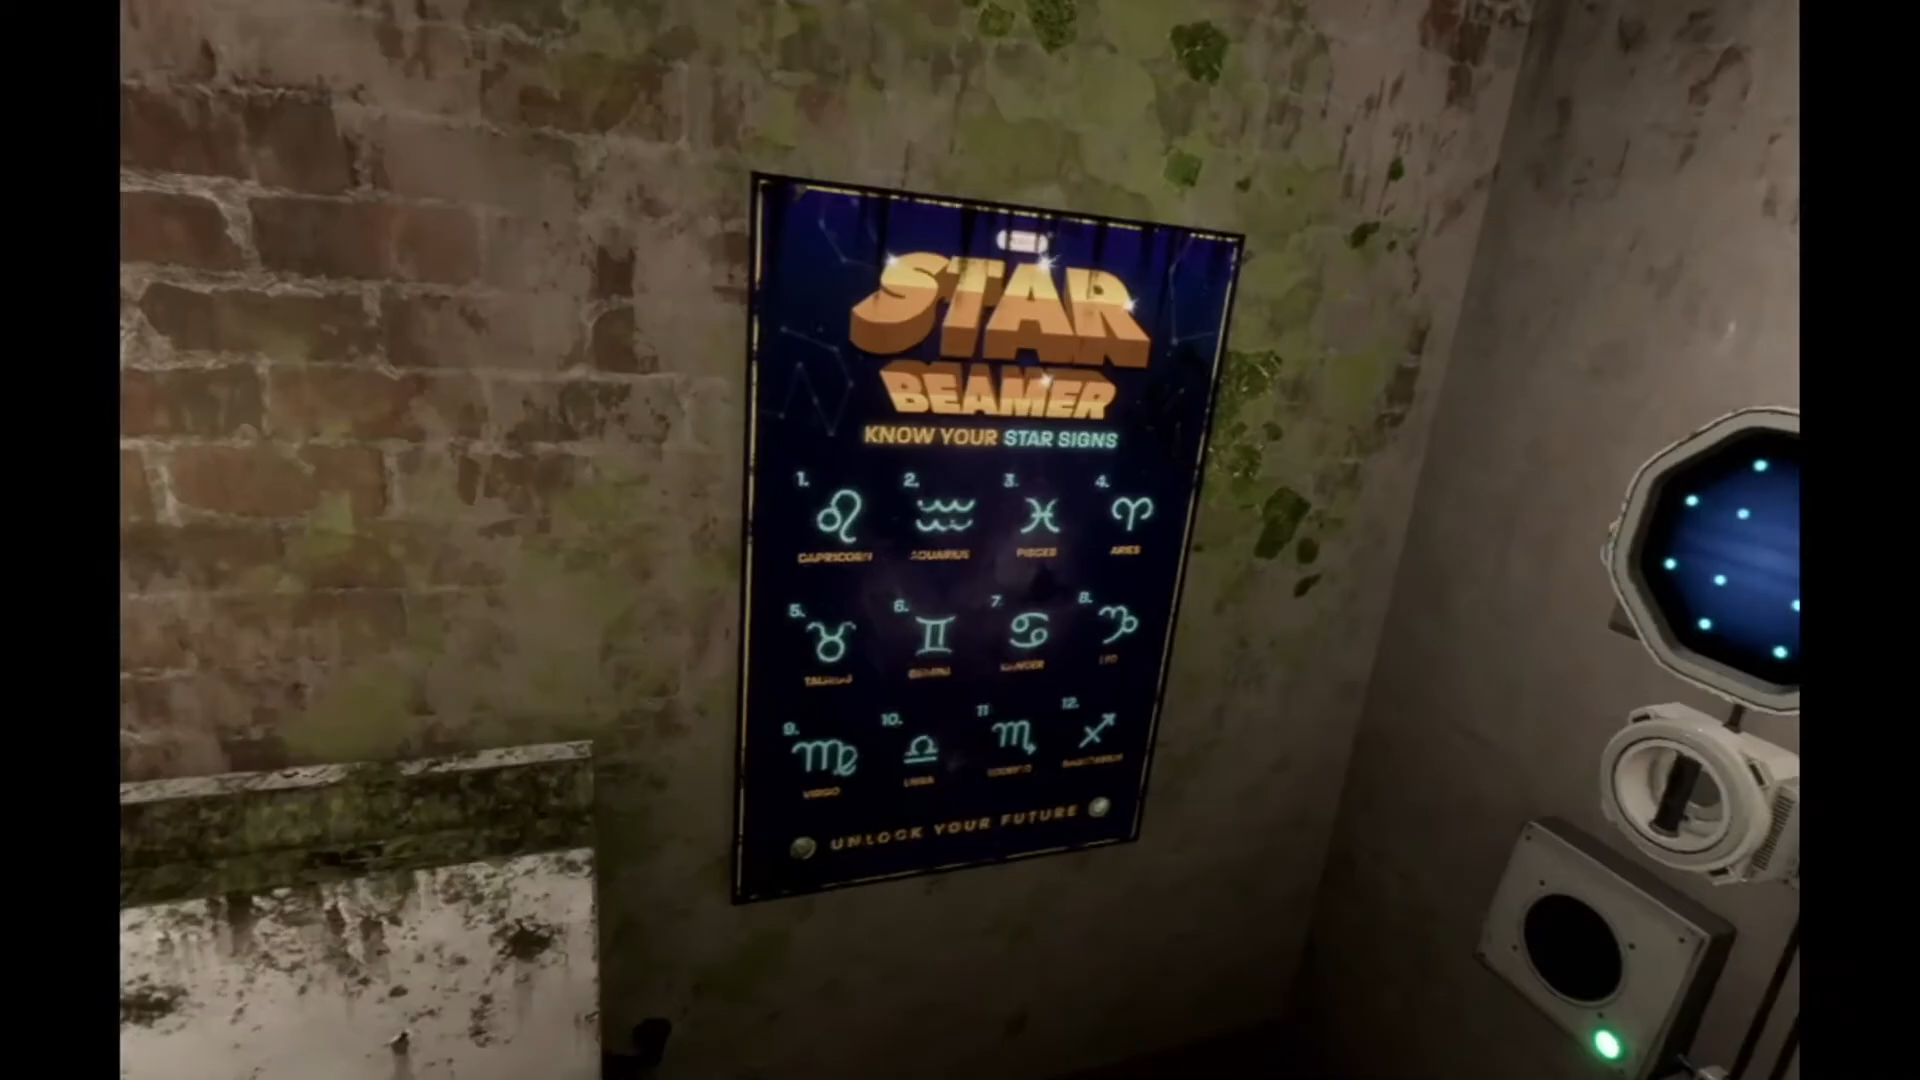 STAR
BEAMER
KNOW YOUR STAR SIGNS
1. 2. 3. 4.
CAPRICORN AQUARIUS PISCES ARIES
5. 6. 7. 8.
TAURUS GEMINI CANCER LEO
9. 10. 11 12.
VIRGO LIBRA SCORPIO SAGITTARIUS
UNLOCK YOUR FUTURE